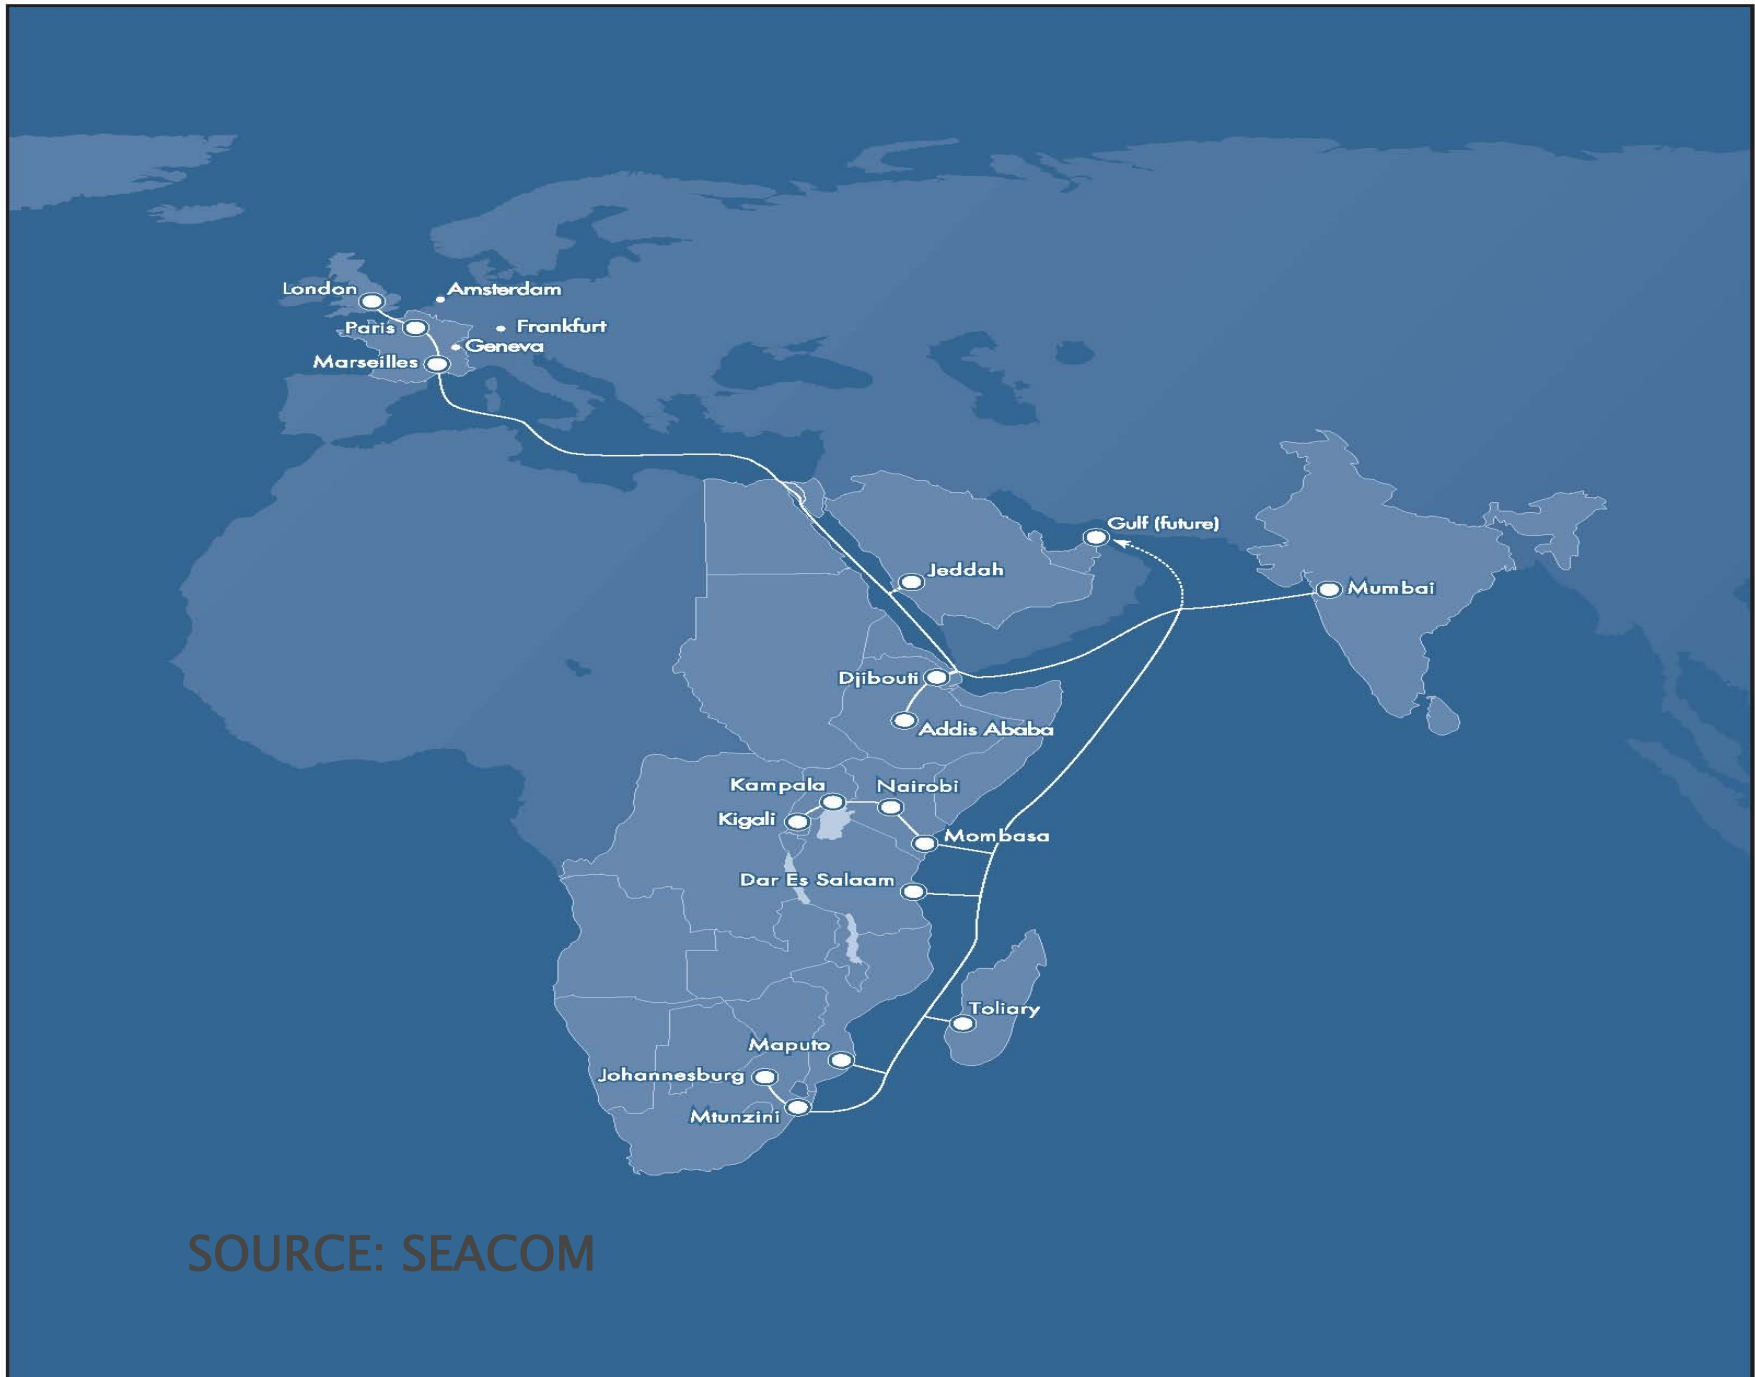 London
Amsterdam
Paris
Frankfurt
Geneva
Marseilles
Gulf (future)
Jeddah
Mumbai
Djibouti
Addis Ababa
Kampala
Nairobi
Kigali
Mombasa
Dar Es Salaam
Toliary
Maputo
Johannesburg
Mtunzini
SOURCE: SEACOM